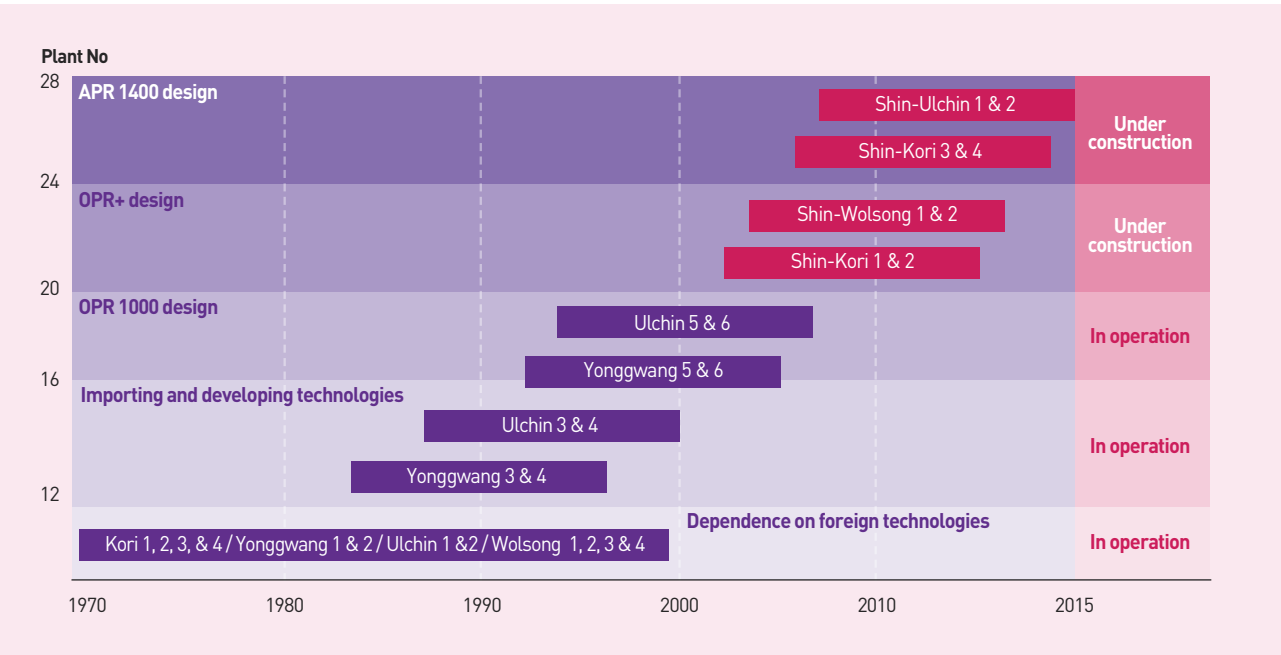 Plant No
28
APR 1400 design
Shin-Ulchin 1 & 2
Under
construction
Shin-Kori 3 & 4
24
OPR+ design
Shin-Wolsong 1 & 2
Under
construction
Shin-Kori 1 & 2
20
OPR 1000 design
Ulchin 5 & 6
In operation
Yonggwang 5 & 6
16
Importing and developing technologies
Ulchin 3 & 4
In operation
Yonggwang 3 & 4
12
Dependence on foreign technologies
Kori 1, 2, 3, & 4 / Yonggwang 1 & 2 / Ulchin 1 &2 / Wolsong 1, 2, 3 & 4
In operation
1970 1980 1990 2000 2010 2015